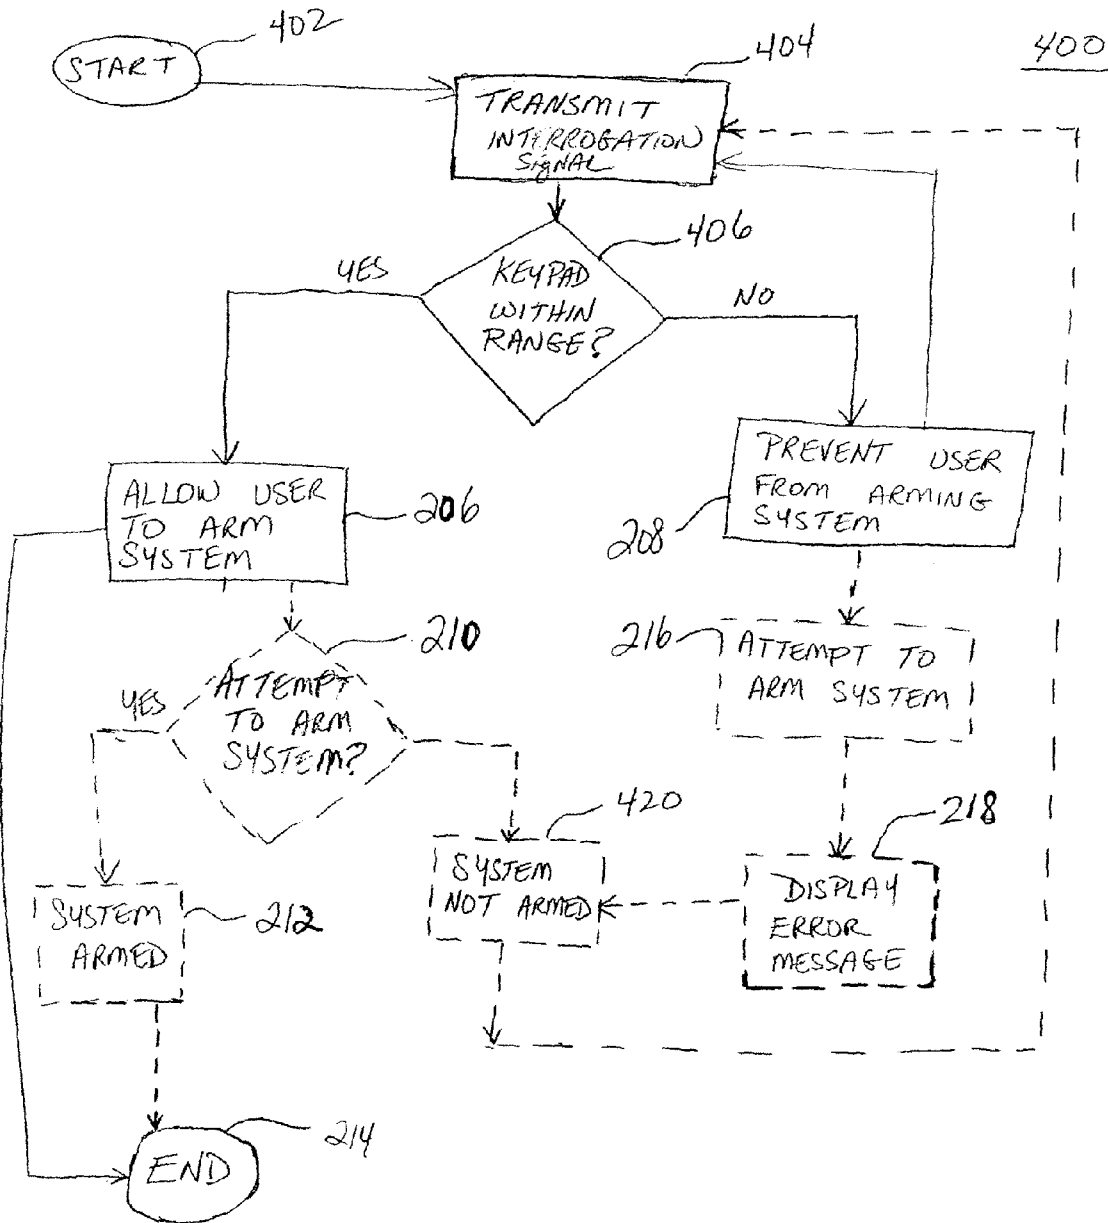 402
START
404
400
TRANSMIT
INTERROGATION
SIGNAL
406
YES
KEYPAD
WITHIN
RANGE?
NO
ALLOW USER
TO ARM
SYSTEM
206
PREVENT USER
FROM ARMING
SYSTEM
208
210
ATTEMPT
TO ARM
SYSTEM?
YES
216
ATTEMPT TO
ARM SYSTEM
420
218
SYSTEM
ARMED
212
SYSTEM
NOT ARMED
DISPLAY
ERROR
MESSAGE
214
END